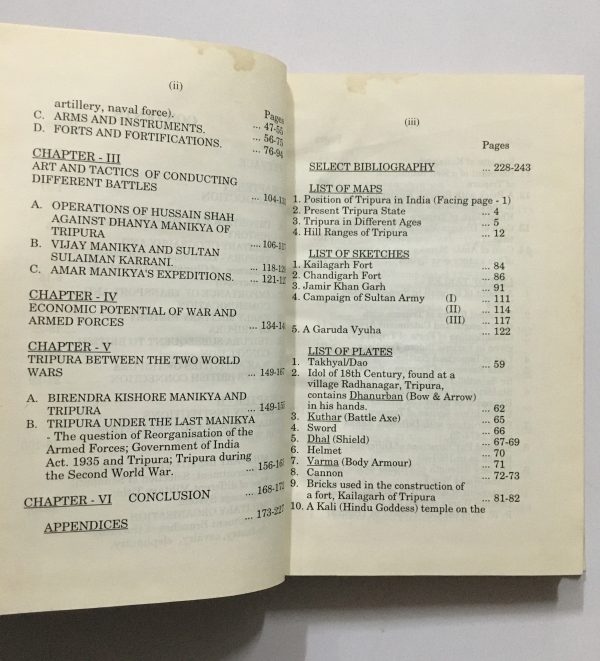 (ii)
artillery, naval force).
Pages
... 47-55
C. ARMS AND INSTRUMENTS.
... 56-75
D. FORTS AND FORTIFICATIONS.
... 76-94
CHAPTER - III
ART AND TACTICS OF CONDUCTING
DIFFERENT BATTLES
A. OPERATIONS OF HUSSAIN SHAH
AGAINST DHANYA MANIKYA OF
TRIPURA
B. VIJAY MANIKYA AND SULTAN
SULAIMAN KARRANI.
C. AMAR MANIKYA'S EXPEDITIONS.
CHAPTER - IV
ECONOMIC POTENTIAL OF WAR AND
ARMED FORCES
CHAPTER - V
TRIPURA BETWEEN THE TWO WORLD
WARS
A. BIRENDRA KISHORE MANIKYA AND
TRIPURA
B. TRIPURA UNDER THE LAST MANIKYA
- The question of Reorganisation of the
Armed Forces; Government of India
Act. 1935 and Tripura; Tripura during
the Second World War.
CHAPTER - VI CONCLUSION
APPENDICES
(iii)
Pages
SELECT BIBLIOGRAPHY ... 228-243
LIST OF MAPS
1. Position of Tripura in India (Facing page - 1)
2. Present Tripura State ... 4
3. Tripura in Different Ages ... 5
4. Hill Ranges of Tripura ... 12
LIST OF SKETCHES
1. Kailagarh Fort ... 84
2. Chandigarh Fort ... 86
3. Jamir Khan Garh ... 91
4. Campaign of Sultan Army (I) ... 111
(II) ... 114
(III) ... 117
5. A Garuda Vyuha ... 122
LIST OF PLATES
1. Takhyal/Dao ... 59
2. Idol of 18th Century, found at a
village Radhanagar, Tripura,
contains Dhanurban (Bow & Arrow)
in his hands. ... 62
3. Kuthar (Battle Axe) ... 65
4. Sword ... 66
5. Dhal (Shield) ... 67-69
6. Helmet ... 70
7. Varma (Body Armour) ... 71
8. Cannon ... 72-73
9. Bricks used in the construction of
a fort, Kailagarh of Tripura ... 81-82
10. A Kali (Hindu Goddess) temple on the